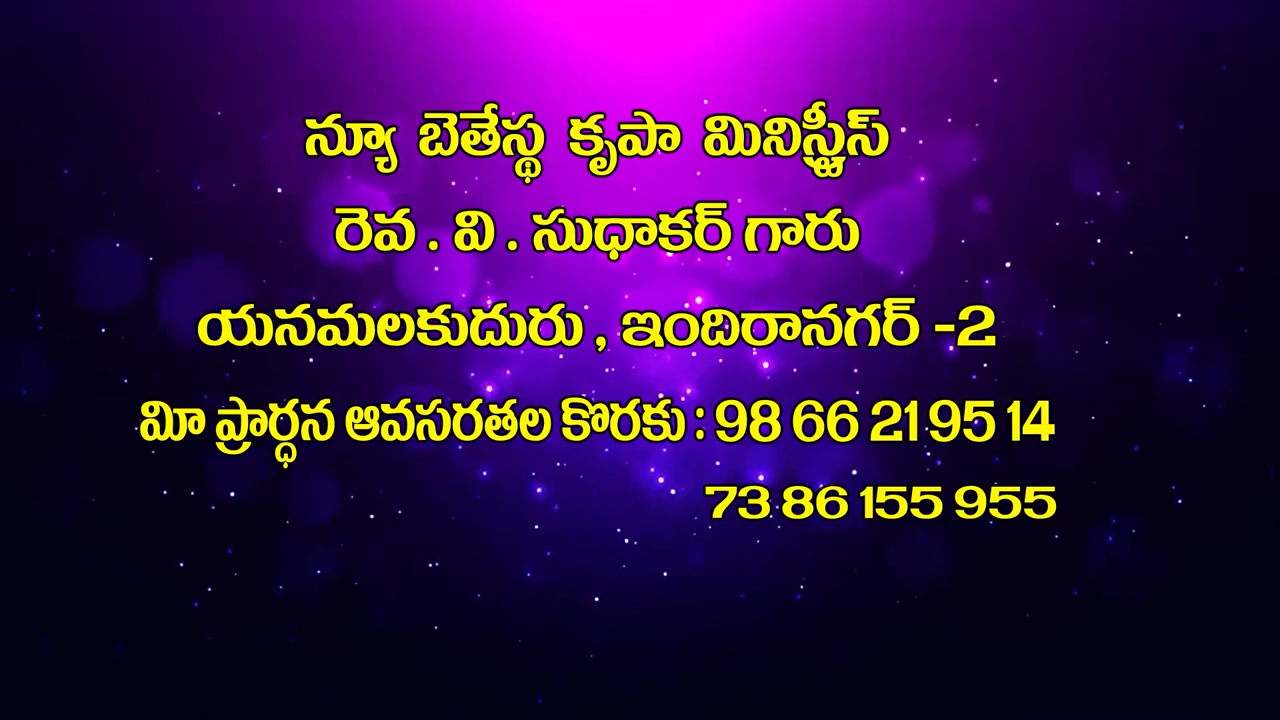 న్యూ బెతేస్థ కృపా మినిస్ట్రీస్
రెవ . వి . సుధాకర్ గారు
యనమలకుదురు , ఇందిరానగర్ -2
మీ ప్రార్ధన ఆవసరతల కొరకు : 98 66 21 95 14
73 86 155 955